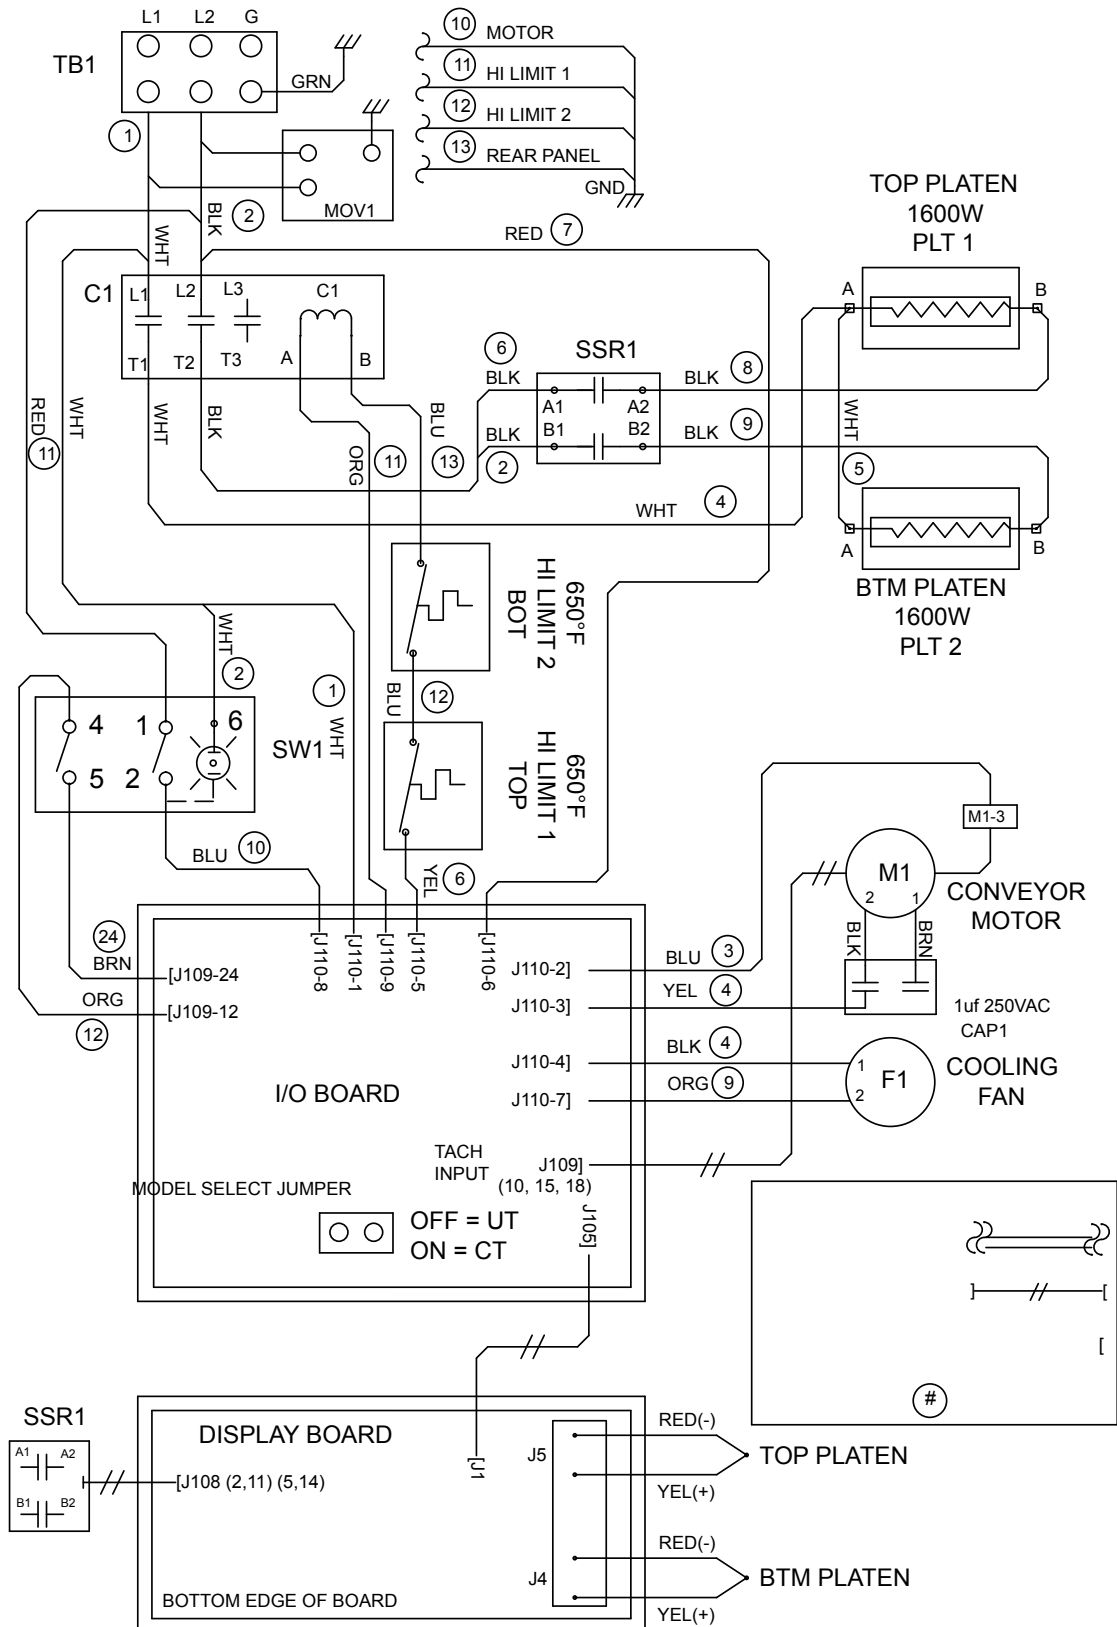 L1 L2 G
TB1
GRN
1
MOV1
BLK
2
WHT
10 MOTOR
11 HI LIMIT 1
12 HI LIMIT 2
13 REAR PANEL
GND
RED 7
TOP PLATEN
1600W
PLT 1
A
B
C1
L1 L2 L3
C1
T1 T2 T3 A B
6
BLK
SSR1
A1 A2
B1 B2
BLK
2
BLK 8
BLK 9
WHT
5
A
B
BTM PLATEN
1600W
PLT 2
RED
11
WHT
WHT
BLK
ORG
11
BLU
13
WHT 4
650°F
HI LIMIT 2
BOT
BLU
12
650°F
HI LIMIT 1
TOP
YEL
6
WHT
2
1
WHT
4 1 6
5 2
SW1
BLU 10
24
BRN
ORG
12
[J109-24
[J109-12
[J110-8
[J110-1
[J110-9
[J110-5
[J110-6
J110-2]
J110-3]
J110-4]
J110-7]
BLU 3
YEL 4
BLK 4
ORG 9
M1-3
M1
2 1
CONVEYOR
MOTOR
BLK
BRN
1uf 250VAC
CAP1
1
2
F1
COOLING
FAN
I/O BOARD
TACH
INPUT
J109]
(10, 15, 18)
J105]
MODEL SELECT JUMPER
OFF = UT
ON = CT
]
[
[
#
SSR1
A1 A2
B1 B2
DISPLAY BOARD
[J108 (2,11) (5,14)
[J1
J5
J4
BOTTOM EDGE OF BOARD
RED(-)
TOP PLATEN
YEL(+)
RED(-)
BTM PLATEN
YEL(+)